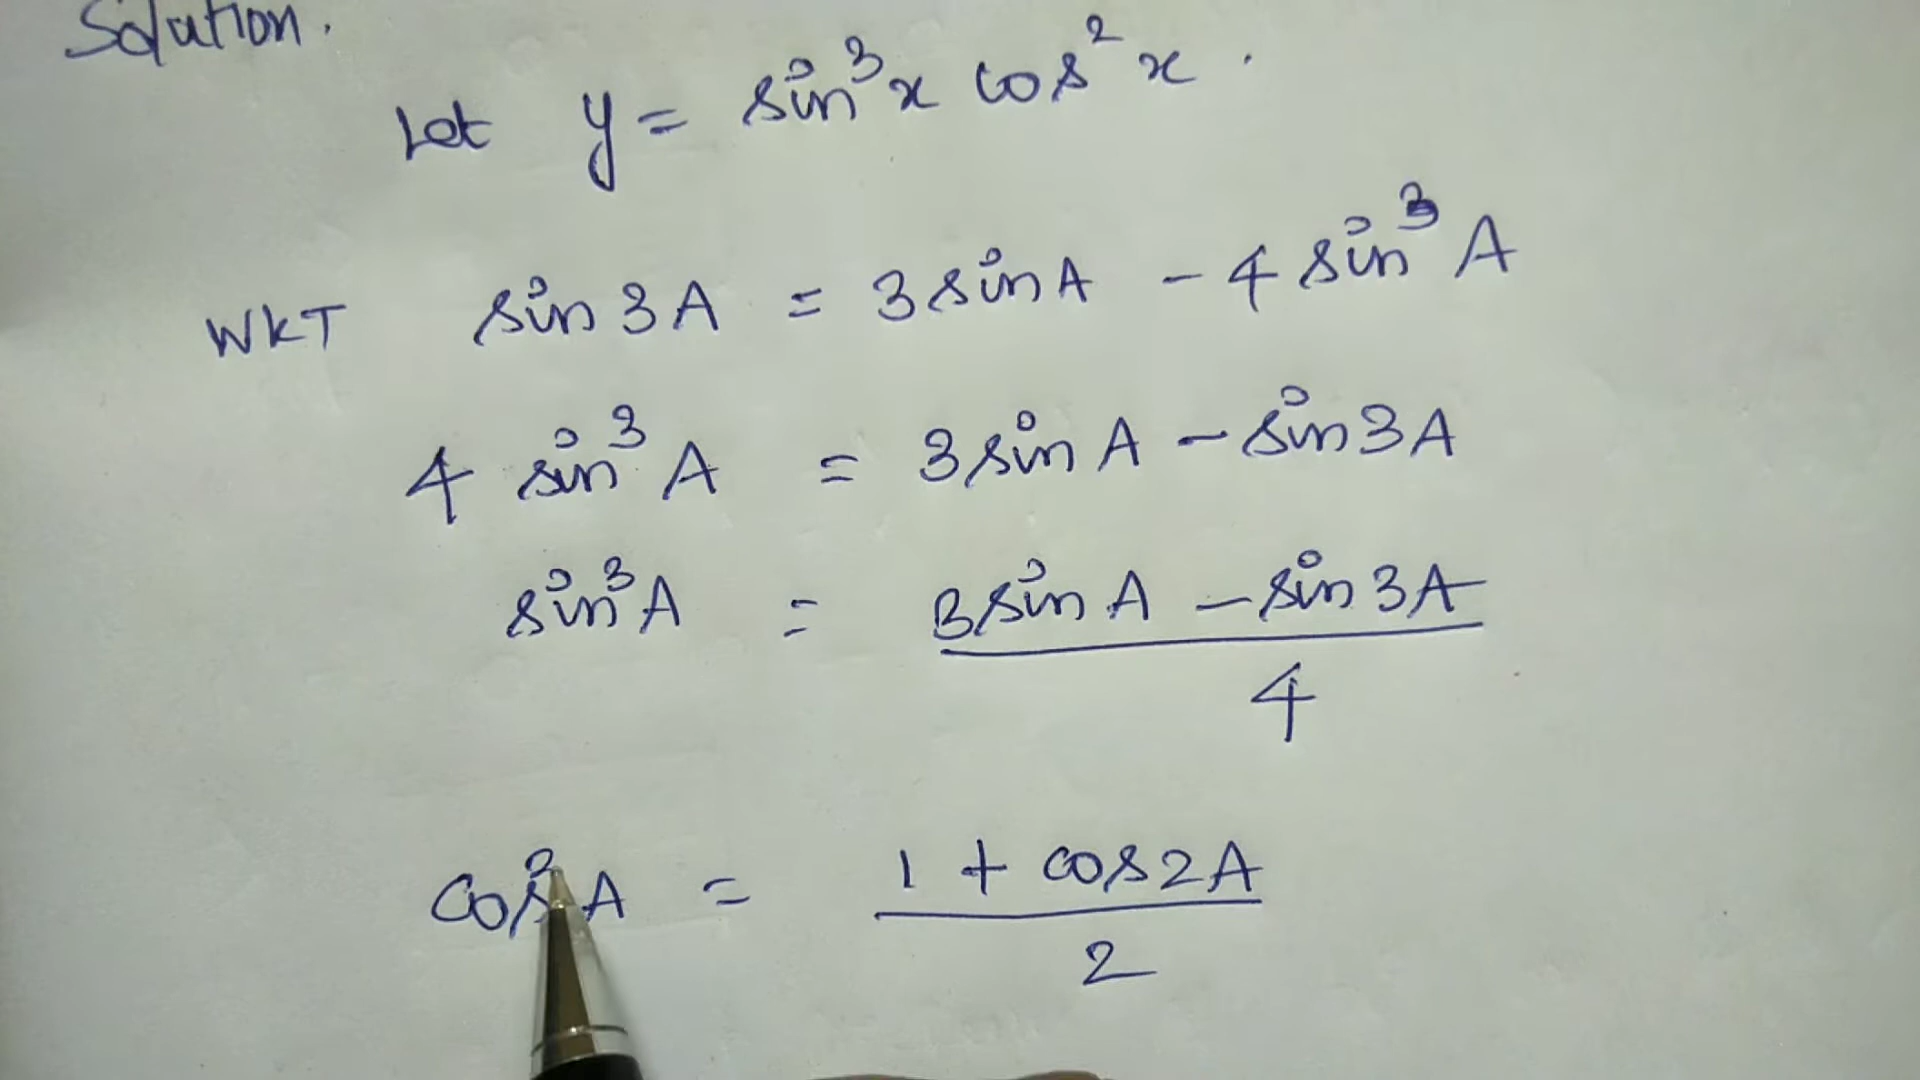 Solution.
Let y = sin³x cos²x.
WKT sin 3A = 3 sin A - 4 sin³A
4 sin³A = 3 sin A - sin 3A
sin³A = 3 sin A - sin 3A
4
cos²A = 1 + cos 2A
2